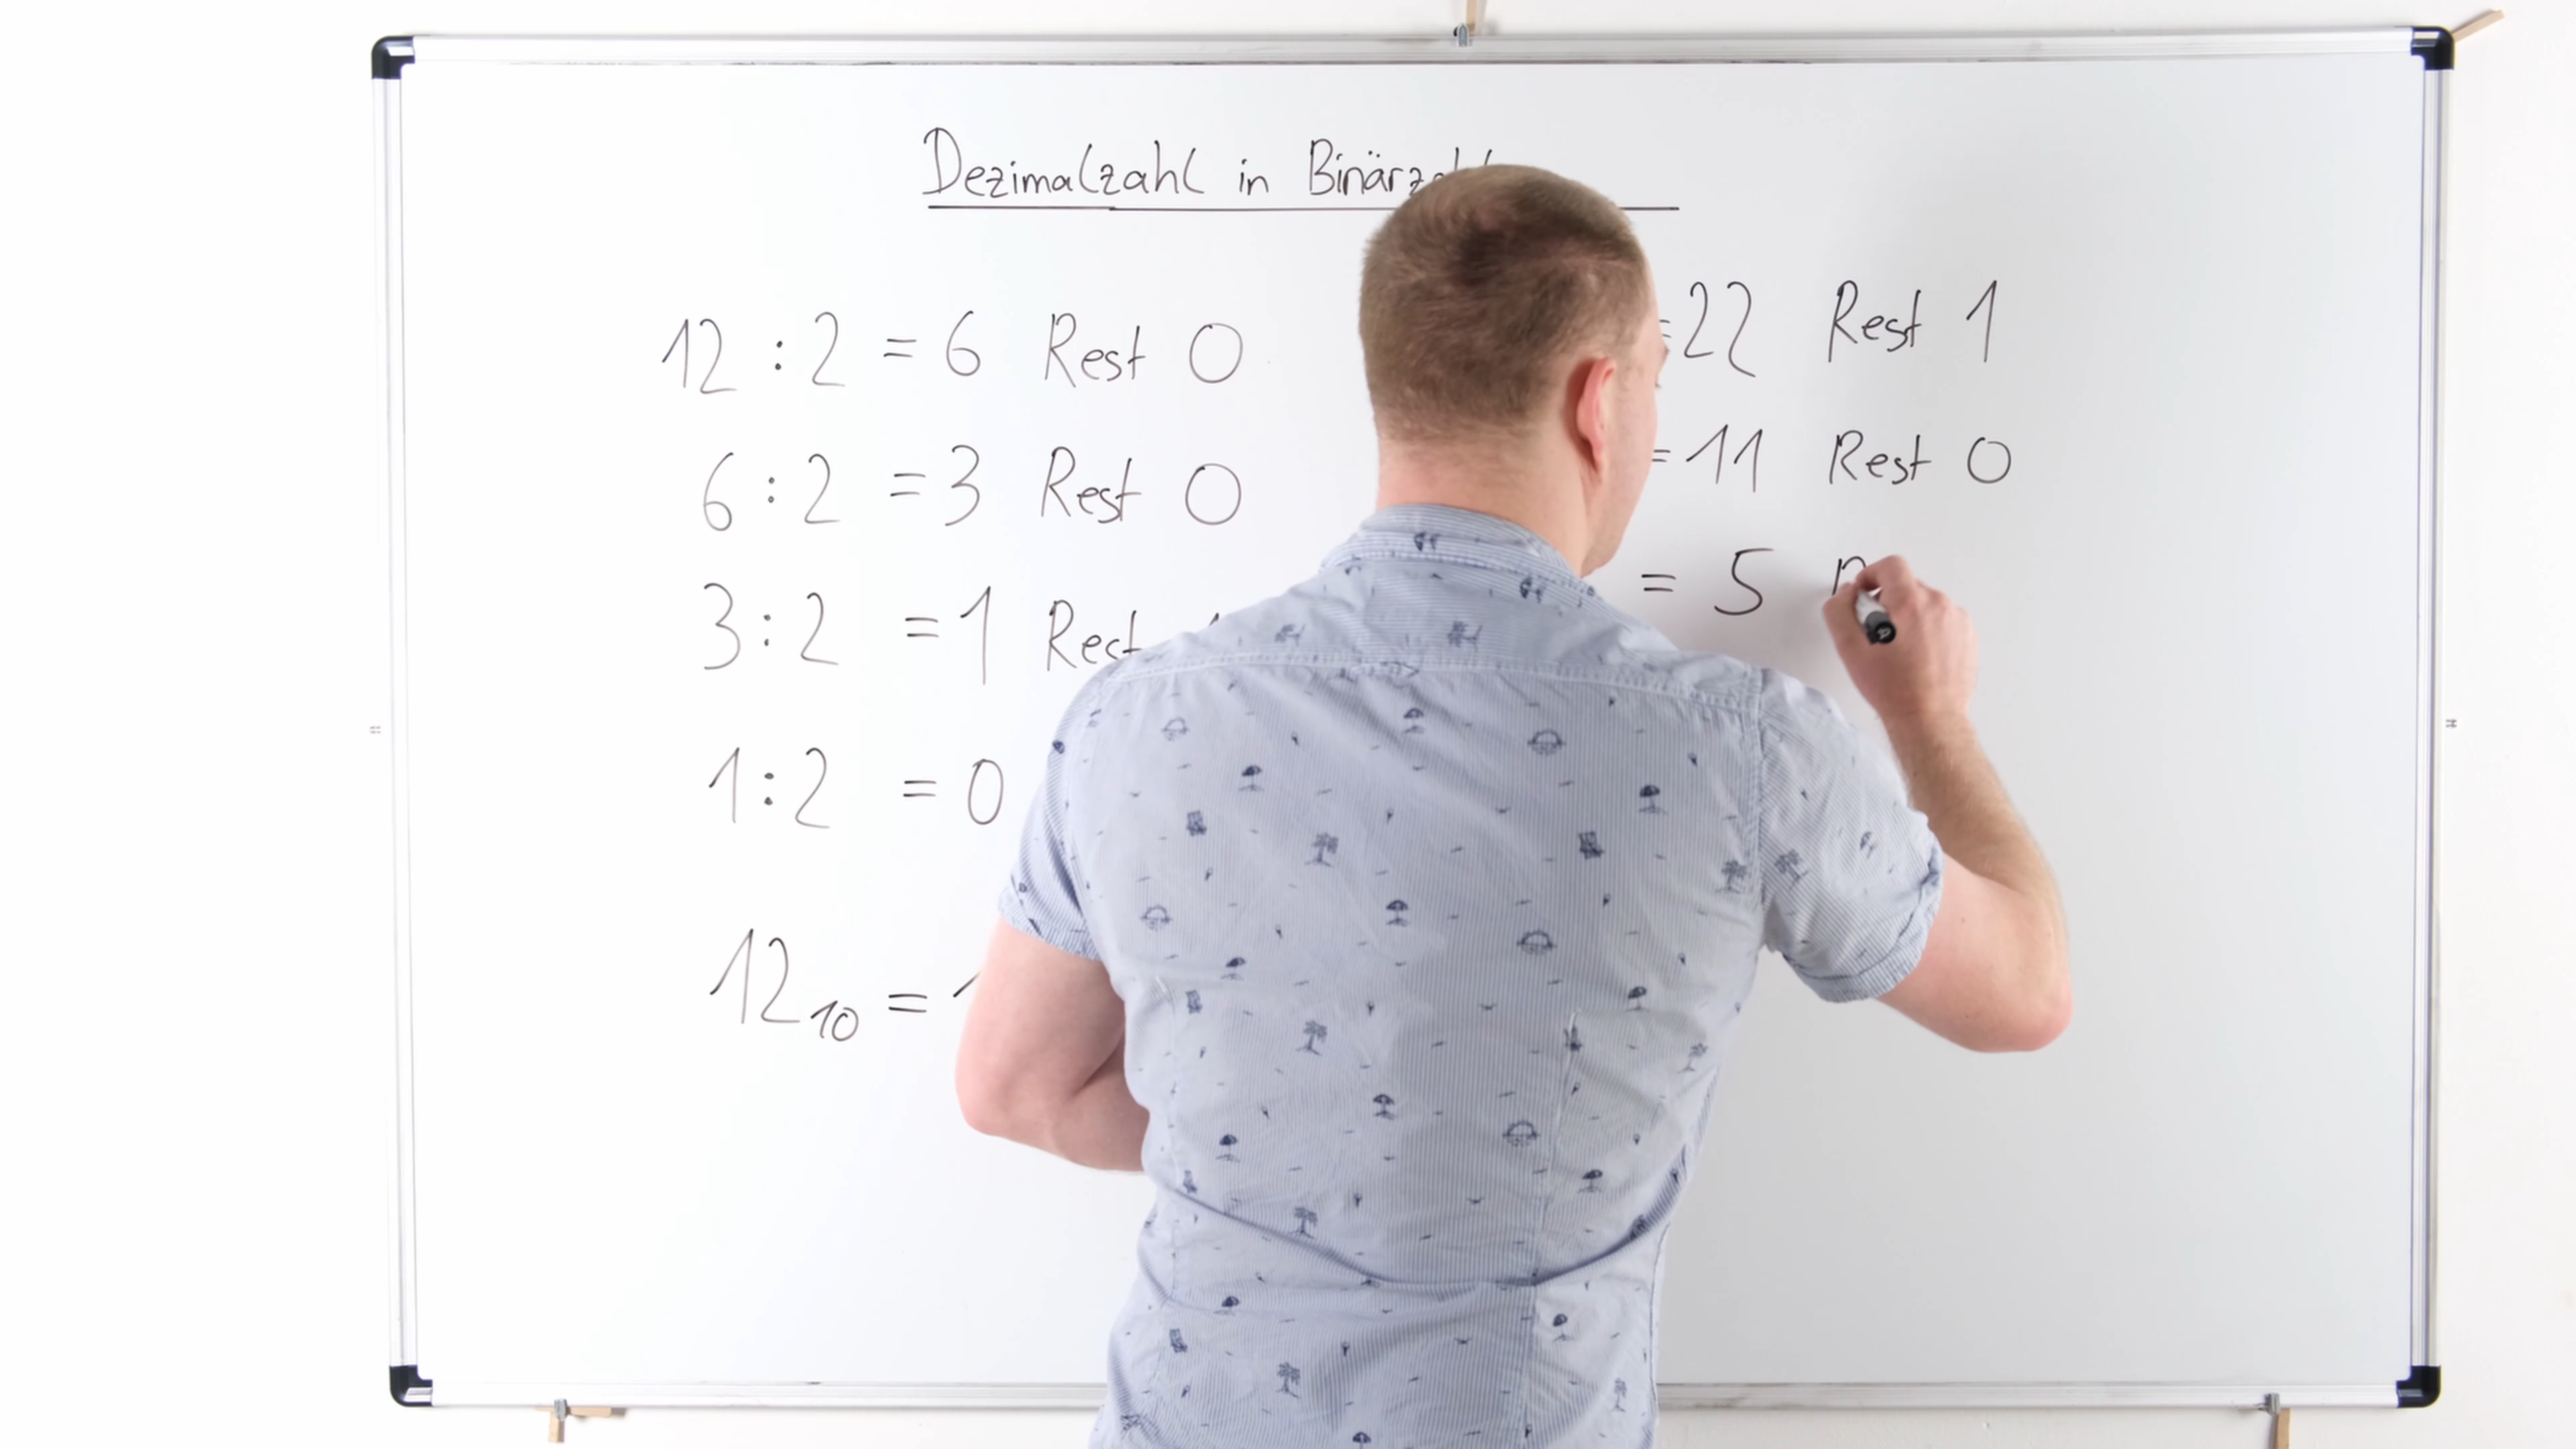 Dezimalzahl in
12 : 2 = 6 Rest 0
6 : 2 = 3 Rest 0
3 : 2 = 1 Rest
1 : 2 = 0
12₁₀ =
=22 Rest 1
=11 Rest 0
= 5